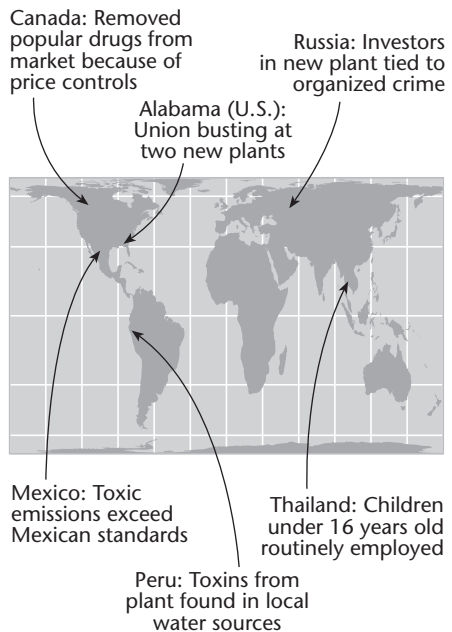 Canada: Removed
popular drugs from
market because of
price controls
Russia: Investors
in new plant tied to
organized crime
Alabama (U.S.):
Union busting at
two new plants
Mexico: Toxic
emissions exceed
Mexican standards
Thailand: Children
under 16 years old
routinely employed
Peru: Toxins from
plant found in local
water sources